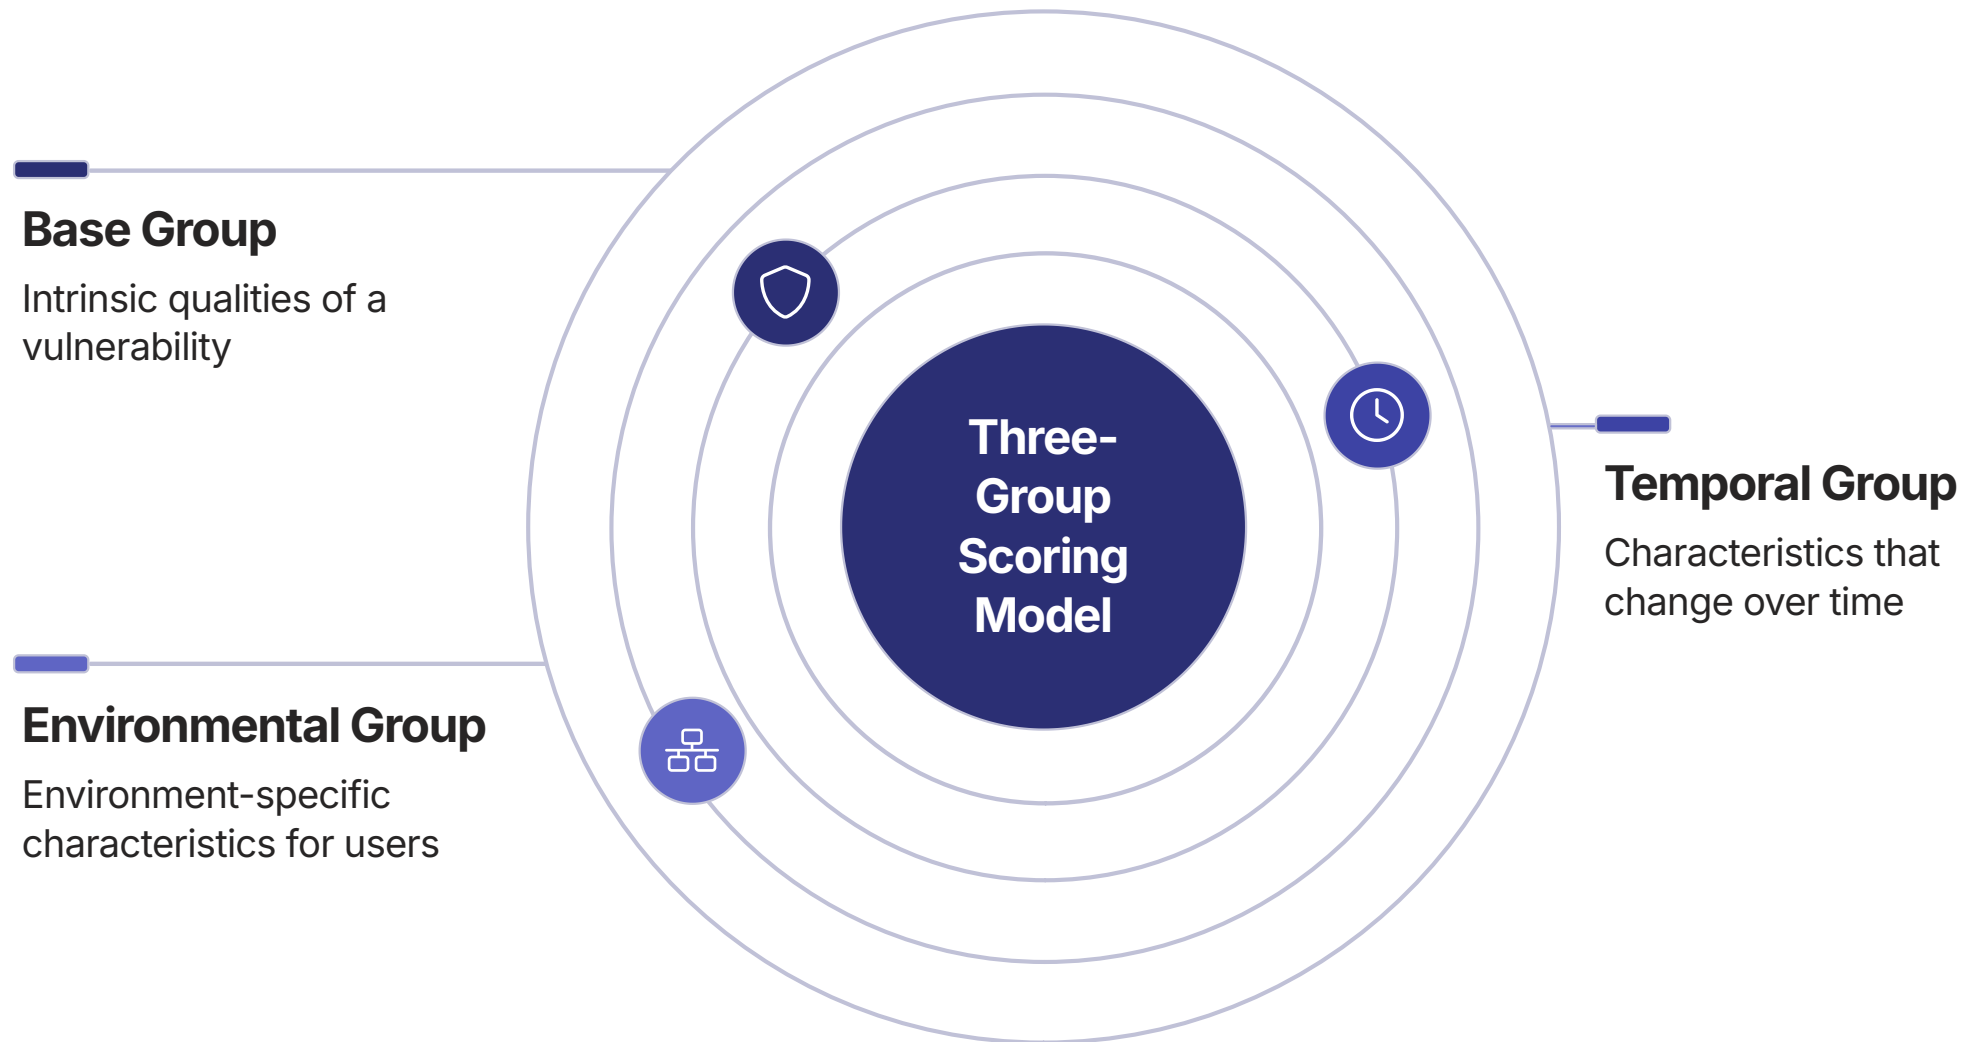 Base Group
Intrinsic qualities of a
vulnerability
Three-
Group
Scoring
Model
Temporal Group
Characteristics that
change over time
Environmental Group
Environment-specific
characteristics for users